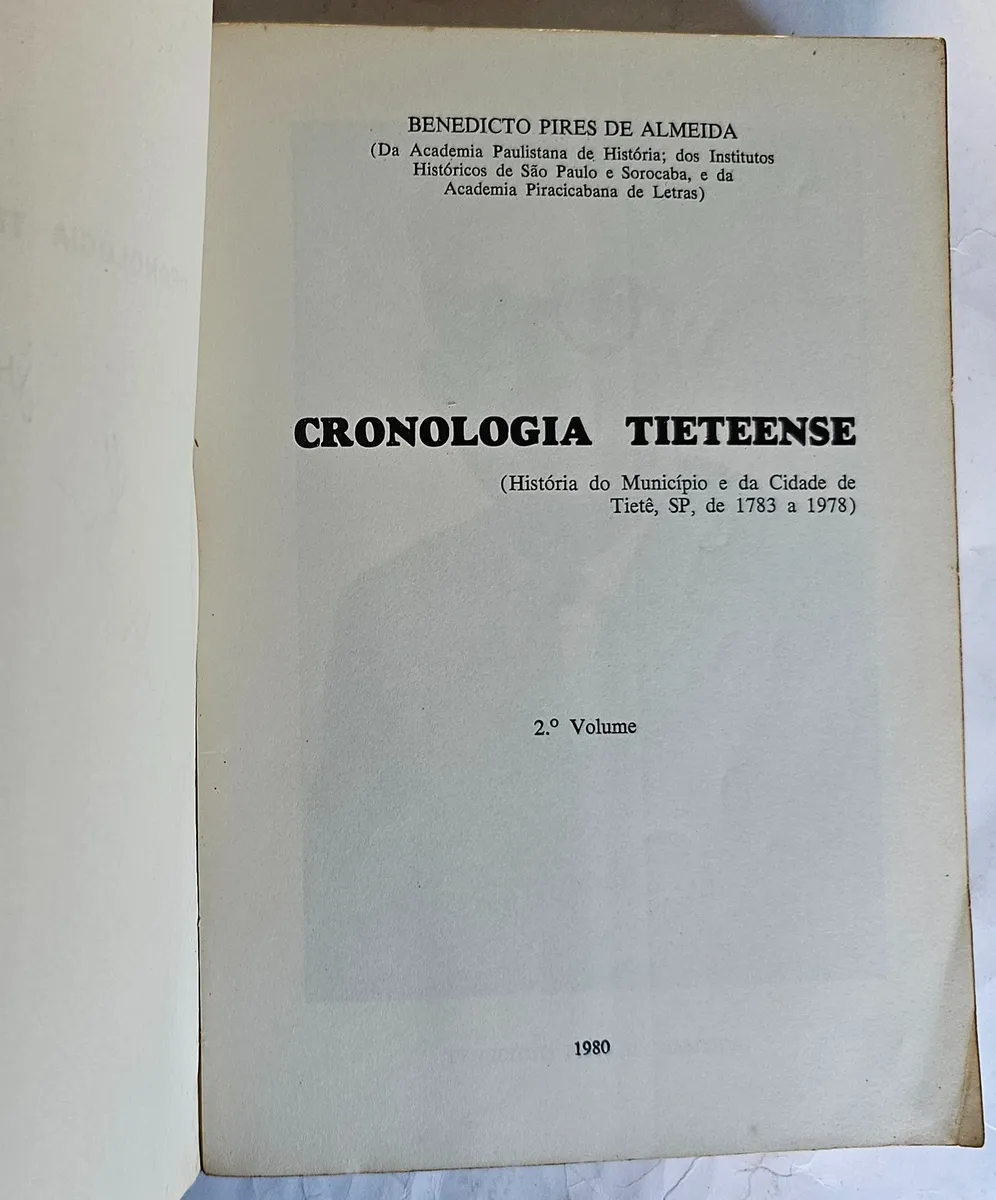 BENEDICTO PIRES DE ALMEIDA
(Da Academia Paulistana de História; dos Institutos
Históricos de São Paulo e Sorocaba, e da
Academia Piracicabana de Letras)
CRONOLOGIA TIETEENSE
(História do Município e da Cidade de
Tietê, SP, de 1783 a 1978)
2.º Volume
1980